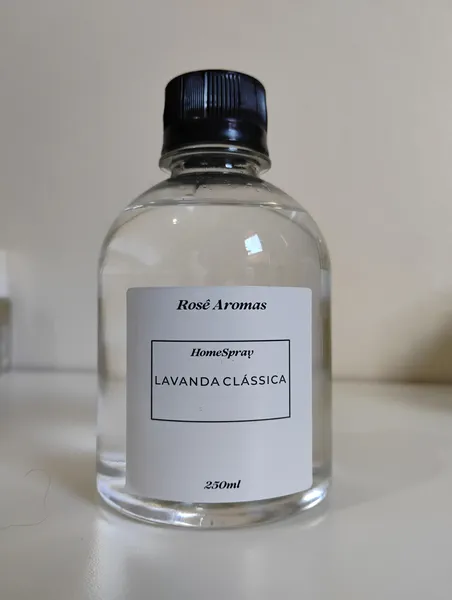 Rosê Aromas
HomeSpray
LAVANDA CLÁSSICA
250ml